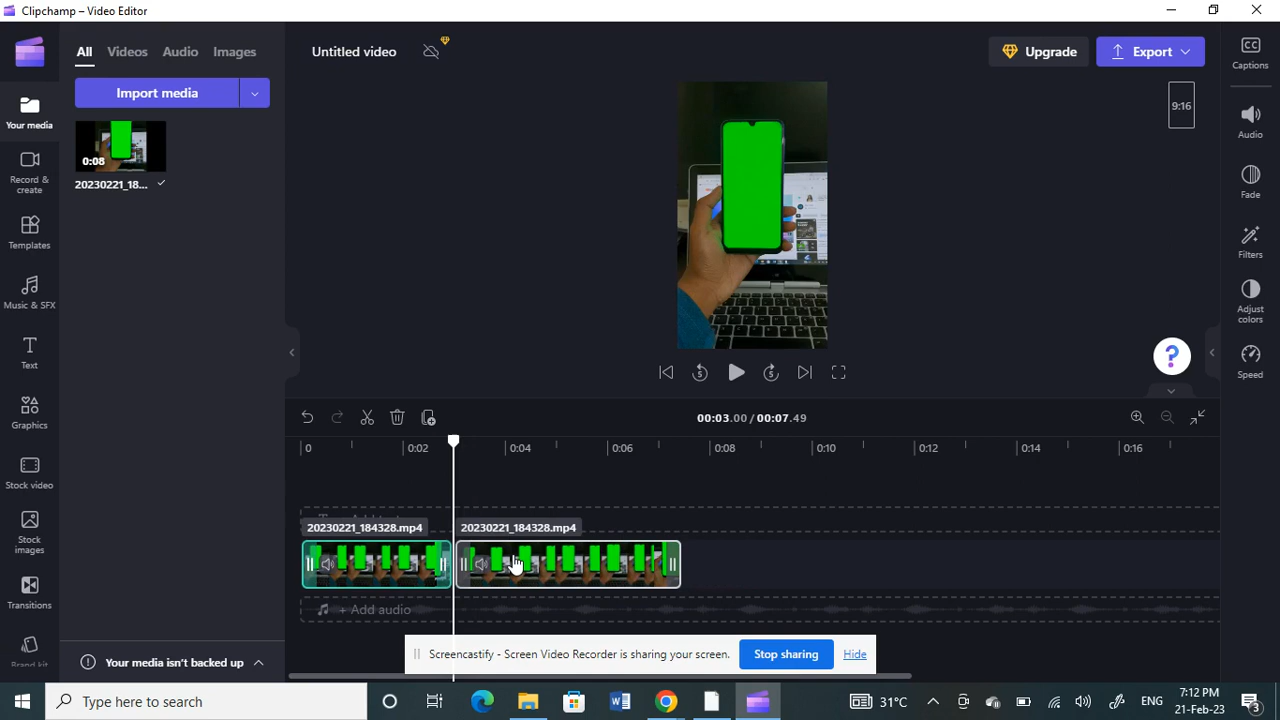 Clipchamp – Video Editor
All Videos Audio Images
Untitled video
Upgrade
Export
Captions
Import media
9:16
Your media
0:08
20230221_18...
Audio
Record &
create
Fade
Templates
Filters
Music & SFX
Adjust
colors
Text
?
5
5
Speed
Graphics
00:03.00 / 00:07.49
0 0:02 0:04 0:06 0:08 0:10 0:12 0:14 0:16
Stock video
20230221_184328.mp4 20230221_184328.mp4
Stock
images
Transitions
+ Add audio
Your media isn't backed up
Screencastify - Screen Video Recorder is sharing your screen. Stop sharing Hide
Type here to search
31°C
ENG
7:12 PM
21-Feb-23
3